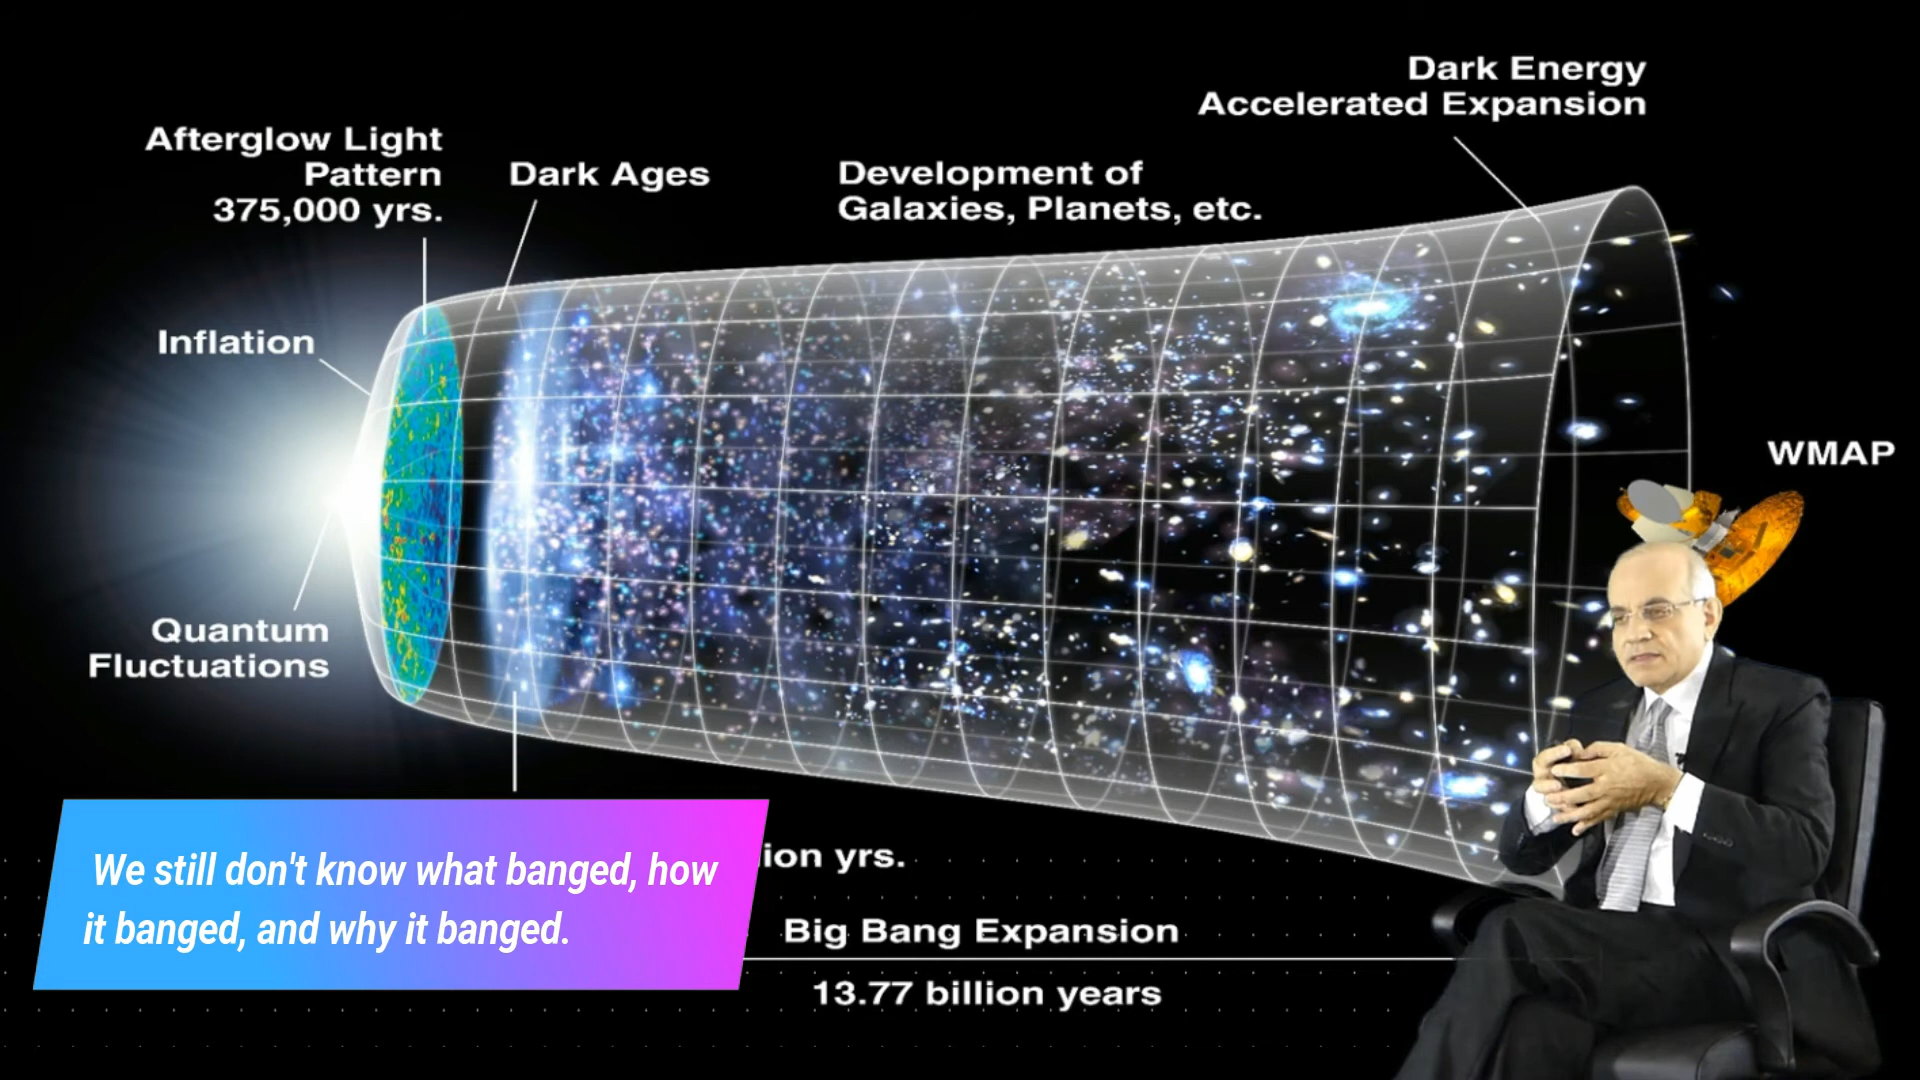 Dark Energy
Accelerated Expansion
Afterglow Light
Pattern
375,000 yrs.
Dark Ages
Development of
Galaxies, Planets, etc.
Inflation
WMAP
Quantum
Fluctuations
We still don't know what banged, how
it banged, and why it banged.
ion yrs.
Big Bang Expansion
13.77 billion years